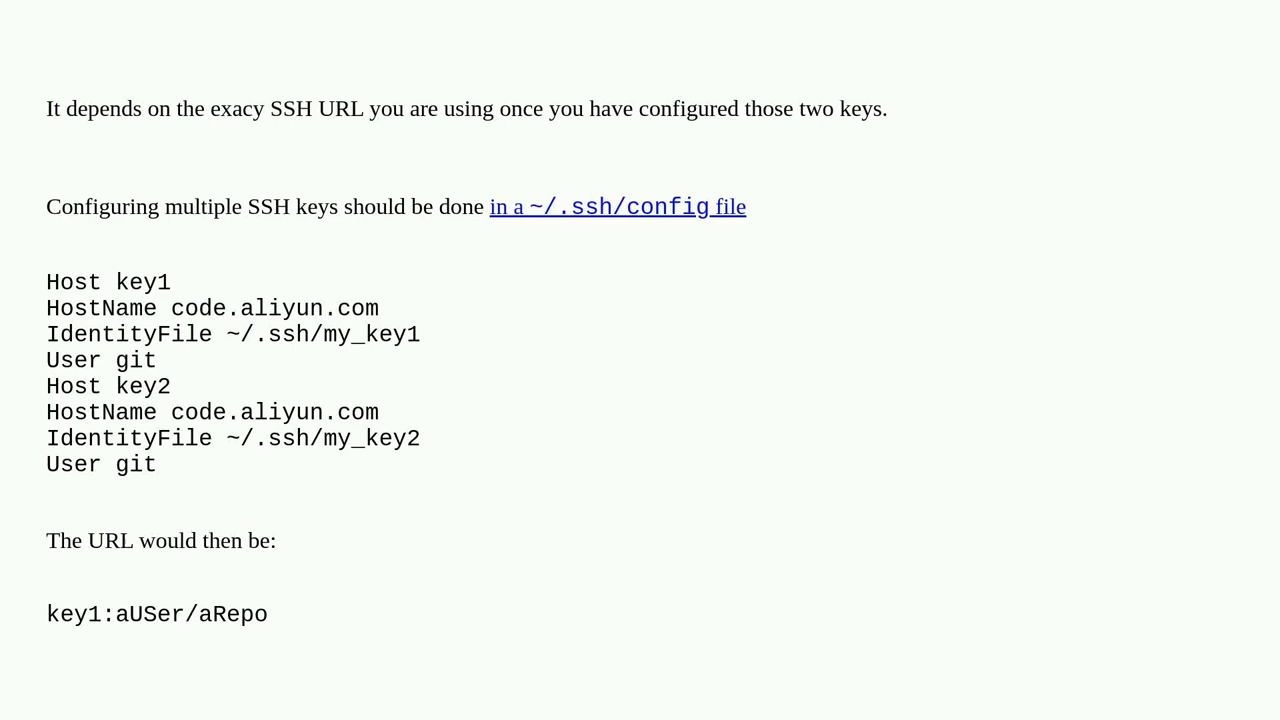 It depends on the exacy SSH URL you are using once you have configured those two keys.
Configuring multiple SSH keys should be done in a ~/.ssh/config file
Host key1
HostName code.aliyun.com
IdentityFile ~/.ssh/my_key1
User git
Host key2
HostName code.aliyun.com
IdentityFile ~/.ssh/my_key2
User git
The URL would then be:
key1:aUSer/aRepo